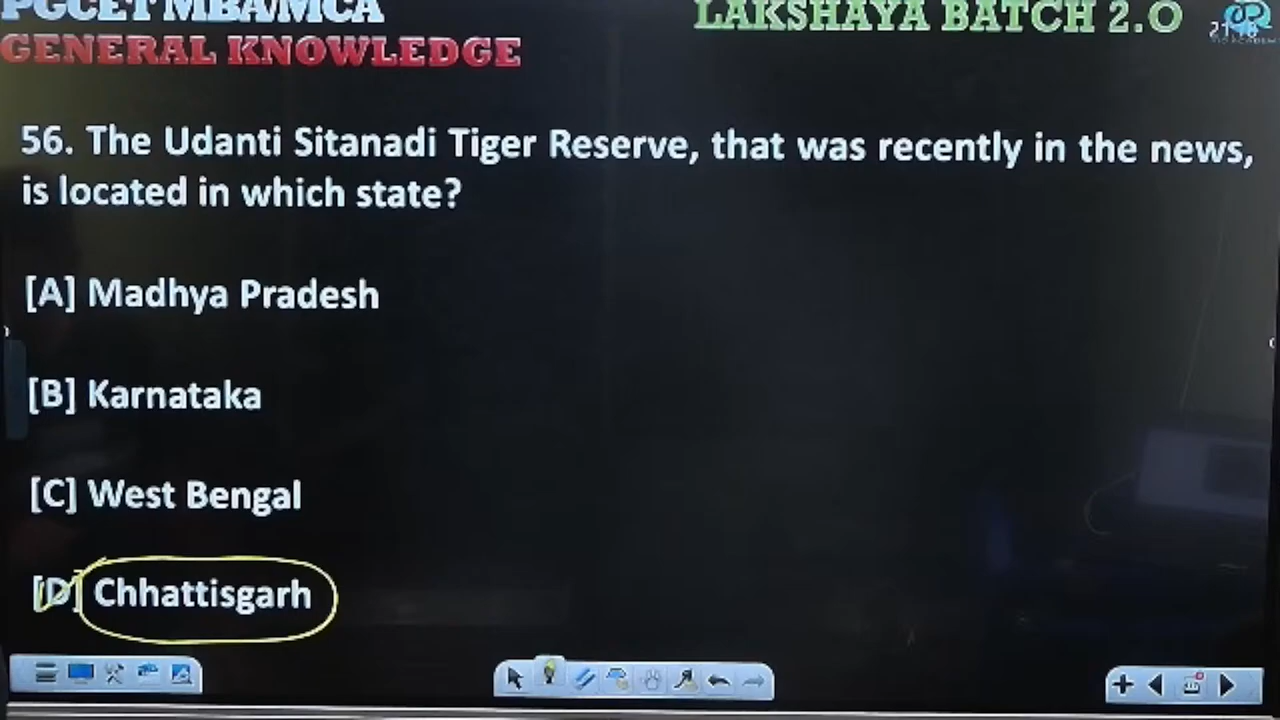 PGCET MBA/MCA
LAKSHAYA BATCH 2.O
GENERAL KNOWLEDGE
56. The Udanti Sitanadi Tiger Reserve, that was recently in the news,
is located in which state?
[A] Madhya Pradesh
[B] Karnataka
[C] West Bengal
[D] Chhattisgarh